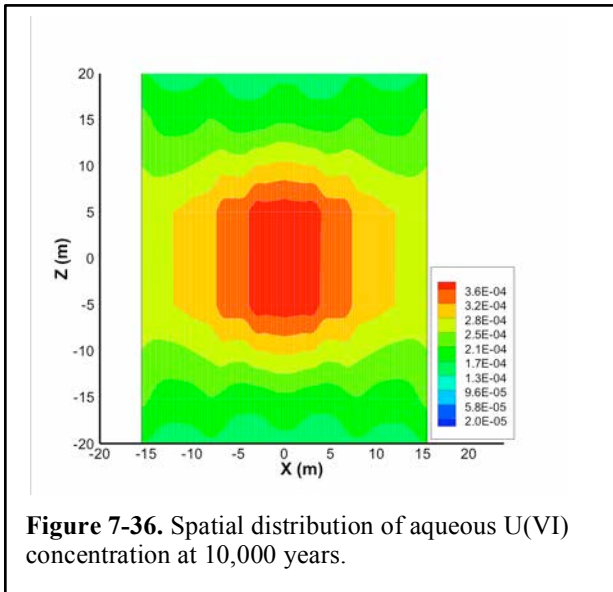 20
15
10
5
0
-5
-10
-15
-20
Z (m)
-20 -15 -10 -5 0 5 10 15 20
X (m)
3.6E-04
3.2E-04
2.8E-04
2.5E-04
2.1E-04
1.7E-04
1.3E-04
9.6E-05
5.8E-05
2.0E-05
Figure 7-36. Spatial distribution of aqueous U(VI)
concentration at 10,000 years.